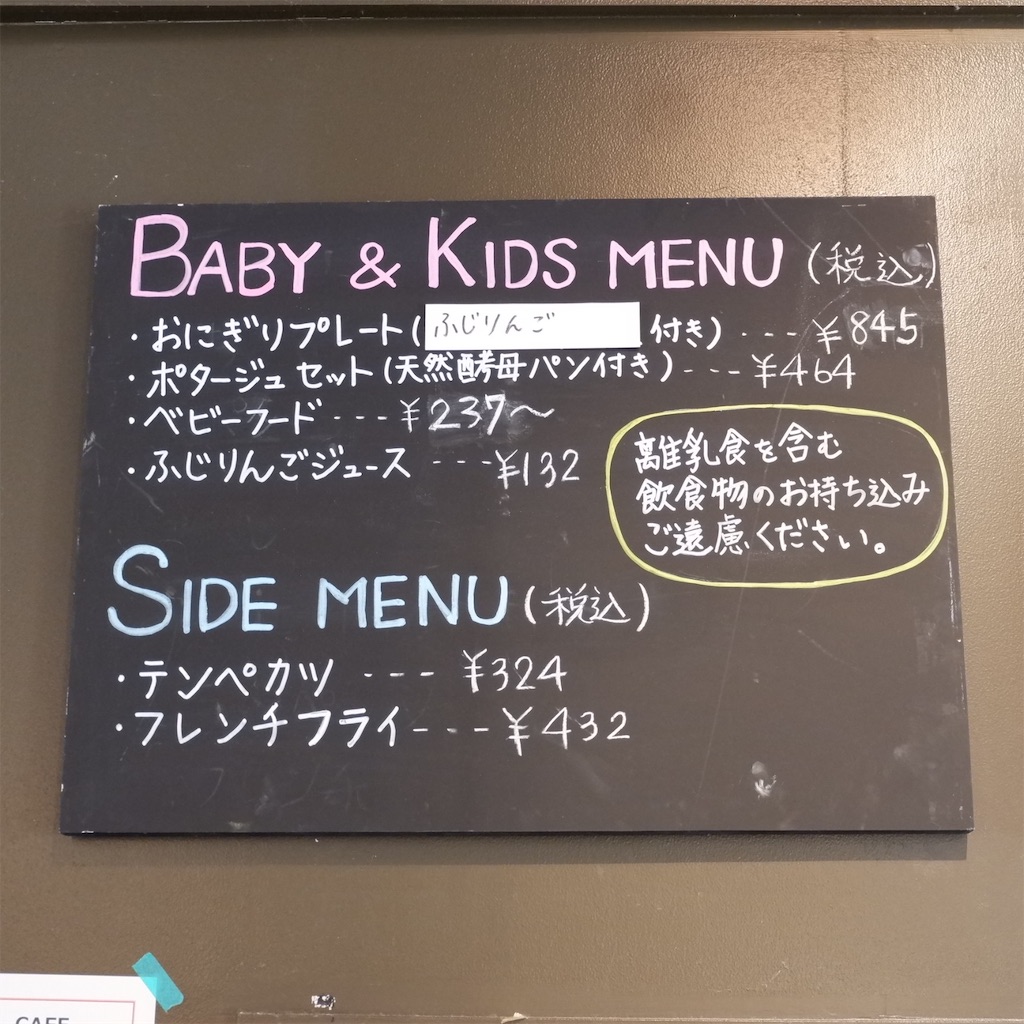 BABY & KIDS MENU (税込)
・おにぎりプレート(ふじりんご 付き) --- ¥845
・ポタージュセット(天然酵母パン付き) --- ¥464
・ベビーフード --- ¥237〜
・ふじりんごジュース --- ¥132
離乳食を含む
飲食物のお持ち込み
ご遠慮ください。
SIDE MENU (税込)
・テンペカツ --- ¥324
・フレンチフライ --- ¥432
CAFE